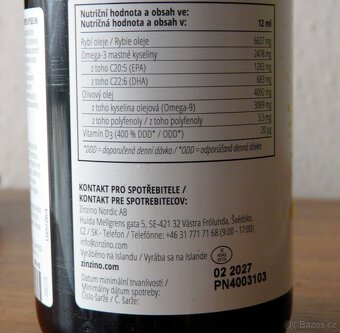 Nutriční hodnota a obsah ve:
Nutričná hodnota a obsah v: 12 ml
Rybí oleje / Rybie oleje 6627 mg
Omega-3 mastné kyseliny 2478 mg
z toho C20:5 (EPA) 1283 mg
z toho C22:6 (DHA) 683 mg
Olivový olej 4052 mg
z toho kyselina olejová (Omega-9) 3069 mg
z toho polyfenoly / z toho polyfenoly 3,5 mg
Vitamín D₃ (400 % DDD* / ODD*) 20 µg
*DDD = doporučená denní dávka / *ODD = odporúčaná denná dávka
KONTAKT PRO SPOTŘEBITELE /
KONTAKT PRE SPOTREBITEĽOV:
Zinzino Nordic AB
Hulda Mellgrens gata 5, SE-421 32 Västra Frölunda, Švédsko.
CZ / SK - Telefon / Telefónne: +46 31 771 71 68 (9:00 - 17:00)
info@zinzino.com
Vyráběno na Islandu / Vyrába sa na Islande
zinzino.com
Datum minimální trvanlivosti /
Minimálny dátum spotreby:
Číslo šarže / Č. šarže:
02 2027
PN4003103
Bazos.cz